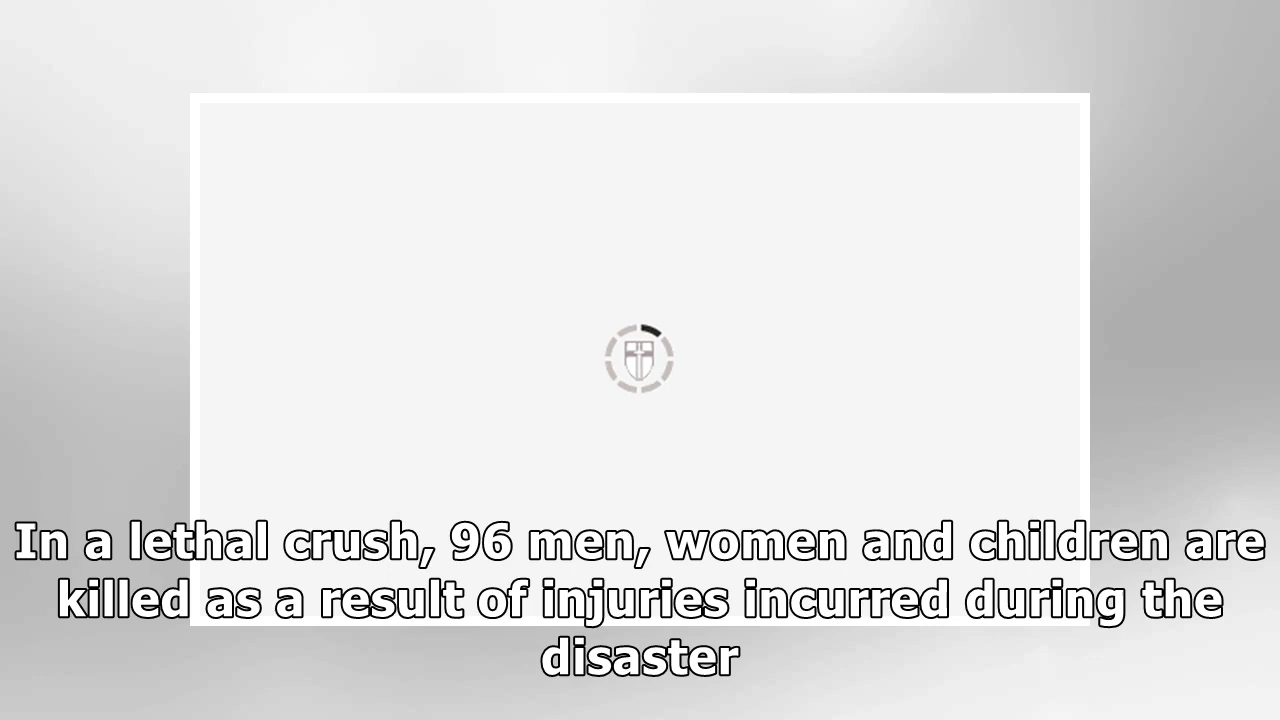 In a lethal crush, 96 men, women and children are
killed as a result of injuries incurred during the
disaster